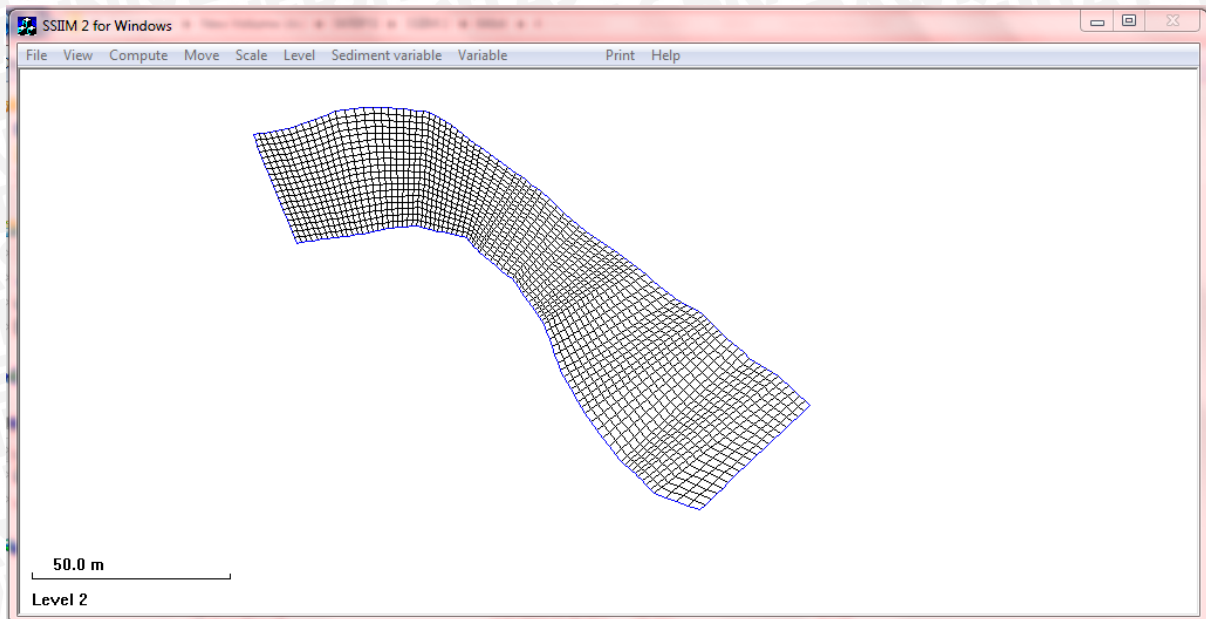 SSIIM 2 for Windows
File View Compute Move Scale Level Sediment variable Variable Print Help
50.0 m
Level 2